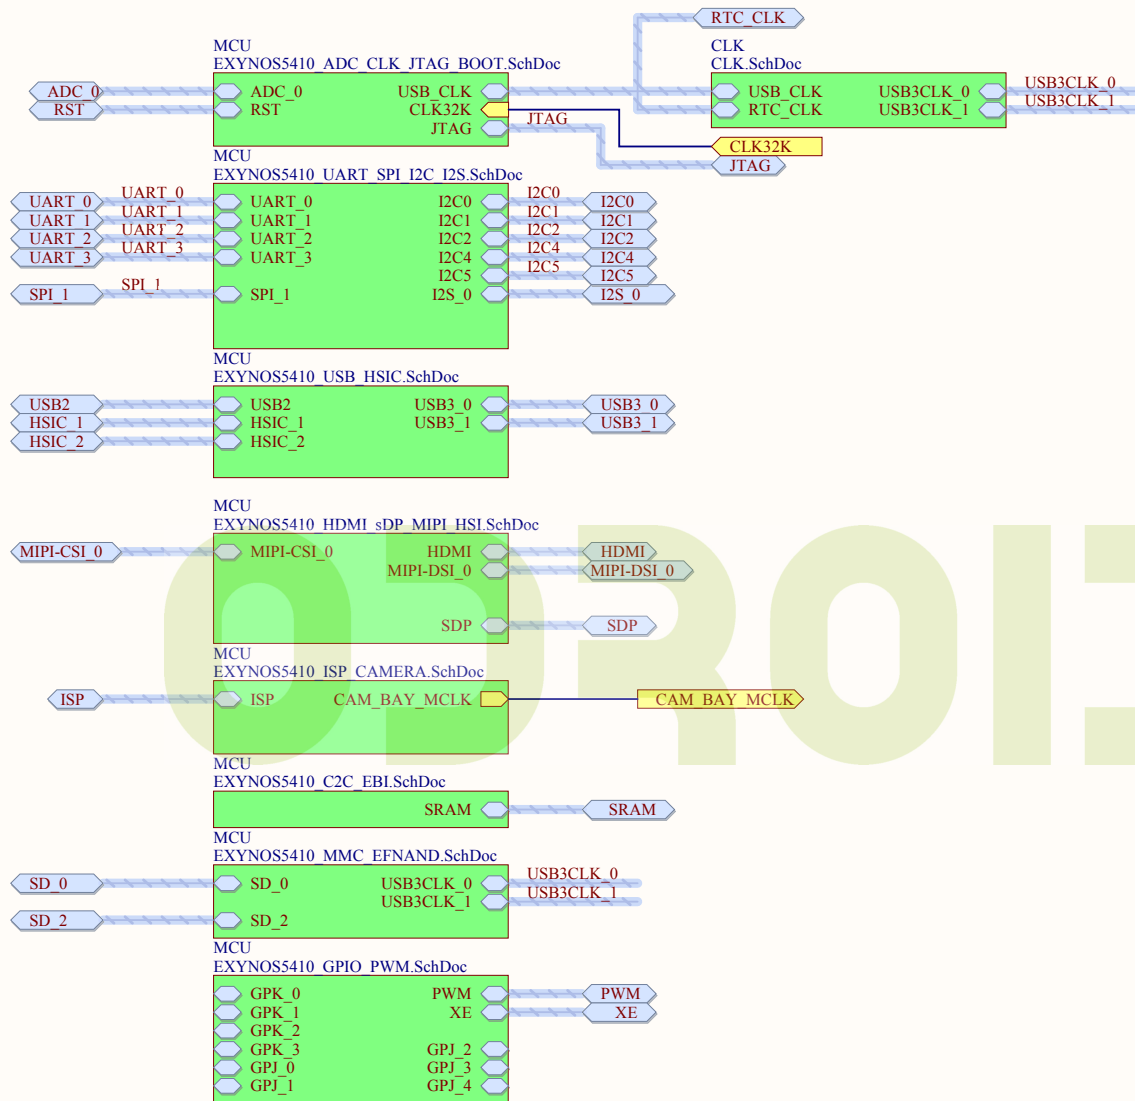 RTC_CLK
MCU
EXYNOS5410_ADC_CLK_JTAG_BOOT.SchDoc
CLK
CLK.SchDoc
ADC_0
RST
ADC_0
RST
USB_CLK
CLK32K
JTAG
JTAG
USB_CLK
RTC_CLK
USB3CLK_0
USB3CLK_1
USB3CLK_0
USB3CLK_1
CLK32K
JTAG
MCU
EXYNOS5410_UART_SPI_I2C_I2S.SchDoc
UART_0 UART_0 UART_0 I2C0 I2C0 I2C0
UART_1 UART_1 UART_1 I2C1 I2C1 I2C1
UART_2 UART_2 UART_2 I2C2 I2C2 I2C2
UART_3 UART_3 UART_3 I2C4 I2C4 I2C4
I2C5 I2C5 I2C5
SPI_1 SPI_1 SPI_1 I2S_0 I2S_0
MCU
EXYNOS5410_USB_HSIC.SchDoc
USB2 USB2 USB3_0 USB3_0
HSIC_1 HSIC_1 USB3_1 USB3_1
HSIC_2 HSIC_2
MCU
EXYNOS5410_HDMI_sDP_MIPI_HSI.SchDoc
MIPI-CSI_0 MIPI-CSI_0 HDMI HDMI
MIPI-DSI_0 MIPI-DSI_0
SDP SDP
MCU
EXYNOS5410_ISP_CAMERA.SchDoc
ISP ISP CAM_BAY_MCLK CAM_BAY_MCLK
MCU
EXYNOS5410_C2C_EBI.SchDoc
SRAM SRAM
MCU
EXYNOS5410_MMC_EFNAND.SchDoc
SD_0 SD_0 USB3CLK_0 USB3CLK_0
USB3CLK_1 USB3CLK_1
SD_2 SD_2
MCU
EXYNOS5410_GPIO_PWM.SchDoc
GPK_0 PWM PWM
GPK_1 XE XE
GPK_2
GPK_3 GPJ_2
GPJ_0 GPJ_3
GPJ_1 GPJ_4